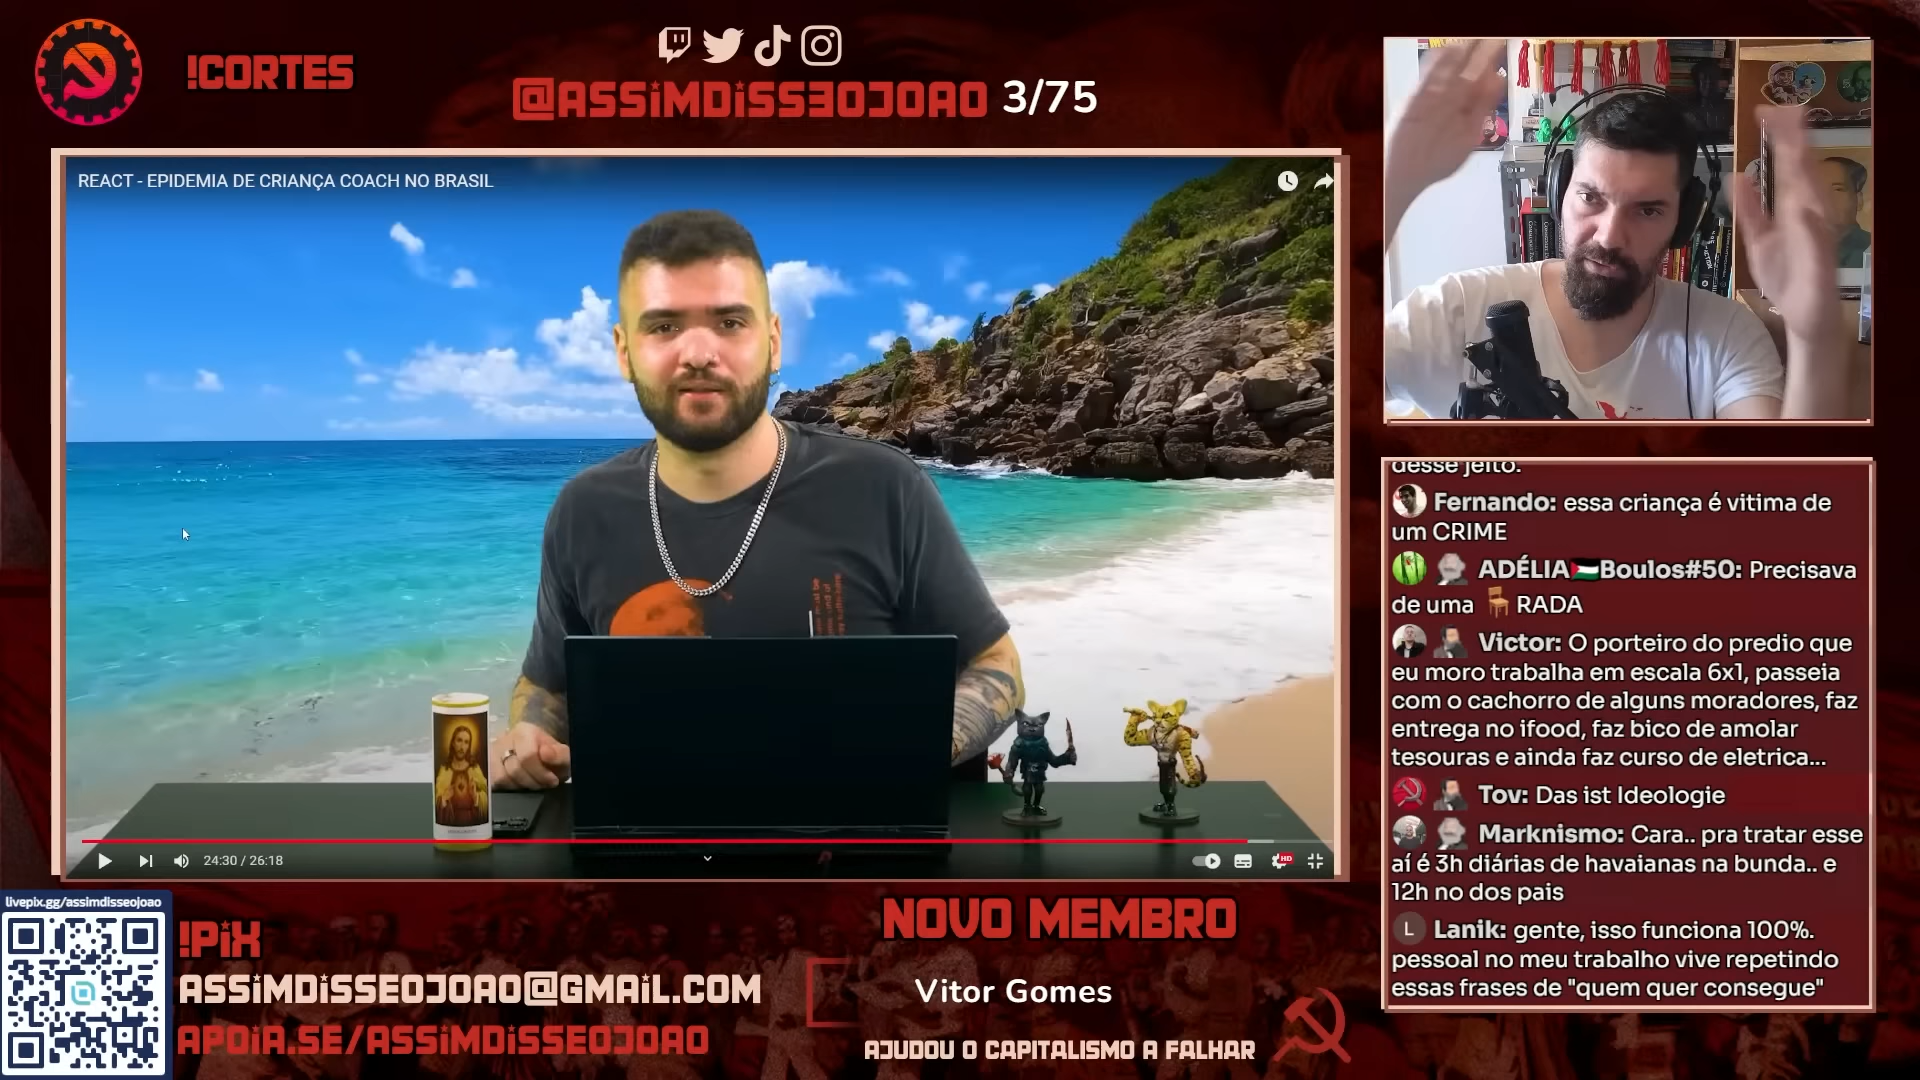 !CORTES
@ASSIMDISSEOJOAO 3/75
REACT - EPIDEMIA DE CRIANÇA COACH NO BRASIL
24:30 / 26:18
HD
desse jeito.
Fernando: essa criança é vitima de
um CRIME
ADÉLIA🇵🇸Boulos#50: Precisava
de uma 🪑 RADA
Victor: O porteiro do predio que
eu moro trabalha em escala 6x1, passeia
com o cachorro de alguns moradores, faz
entrega no ifood, faz bico de amolar
tesouras e ainda faz curso de eletrica...
Tov: Das ist Ideologie
Marknismo: Cara.. pra tratar esse
aí é 3h diárias de havaianas na bunda.. e
12h no dos pais
L Lanik: gente, isso funciona 100%.
pessoal no meu trabalho vive repetindo
essas frases de "quem quer consegue"
livepix.gg/assimdisseojoao
!PIX
ASSIMDISSEOJOAO@GMAIL.COM
APOIA.SE/ASSIMDISSEOJOAO
NOVO MEMBRO
Vitor Gomes
AJUDOU O CAPITALISMO A FALHAR